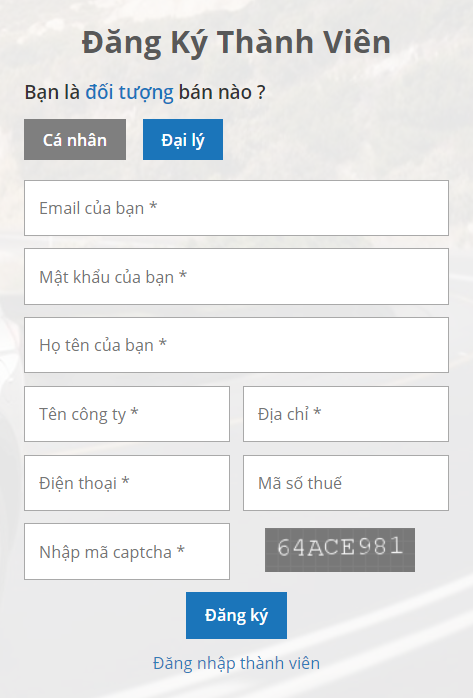 Đăng Ký Thành Viên
Bạn là đối tượng bán nào ?
Cá nhân Đại lý
Email của bạn *
Mật khẩu của bạn *
Họ tên của bạn *
Tên công ty * Địa chỉ *
Điện thoại * Mã số thuế
Nhập mã captcha * 64ACE981
Đăng ký
Đăng nhập thành viên